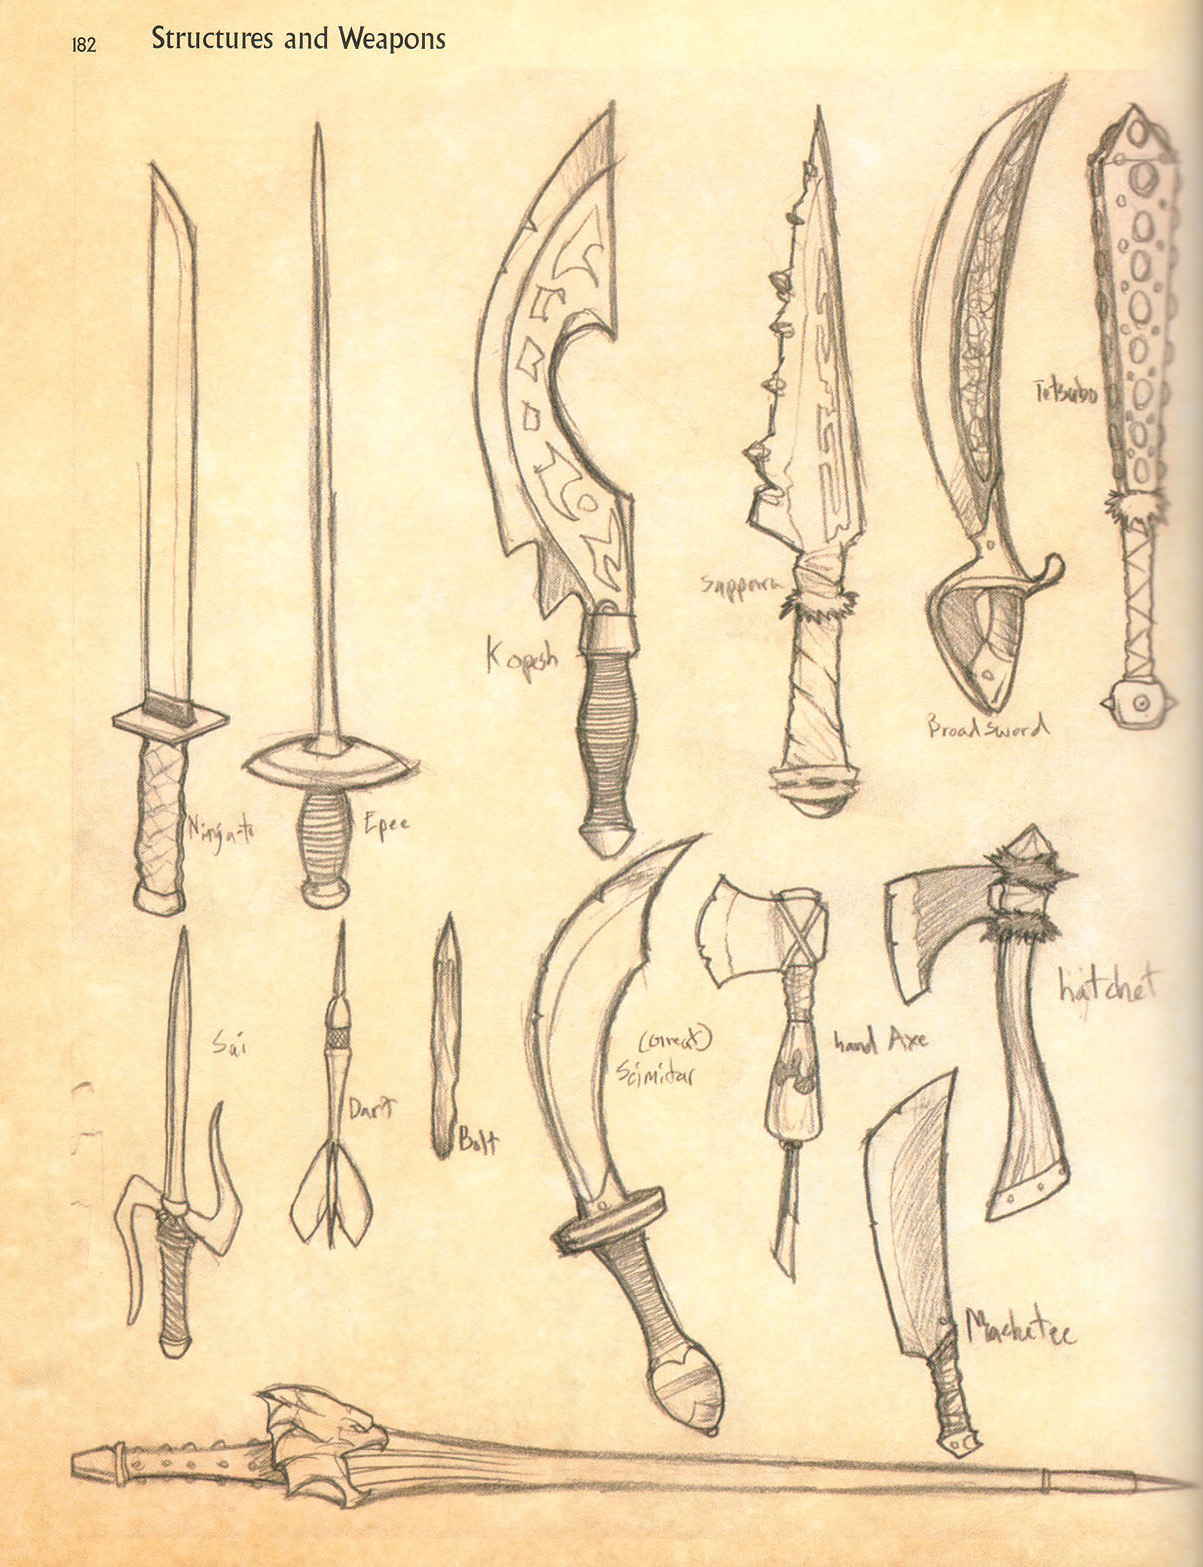 182 Structures and Weapons
Tetsubo
Kopesh
Broadsword
Ninja-to
Epee
hatchet
Sai
(Great)
Scimitar
hand Axe
Dart
Bolt
Machetee